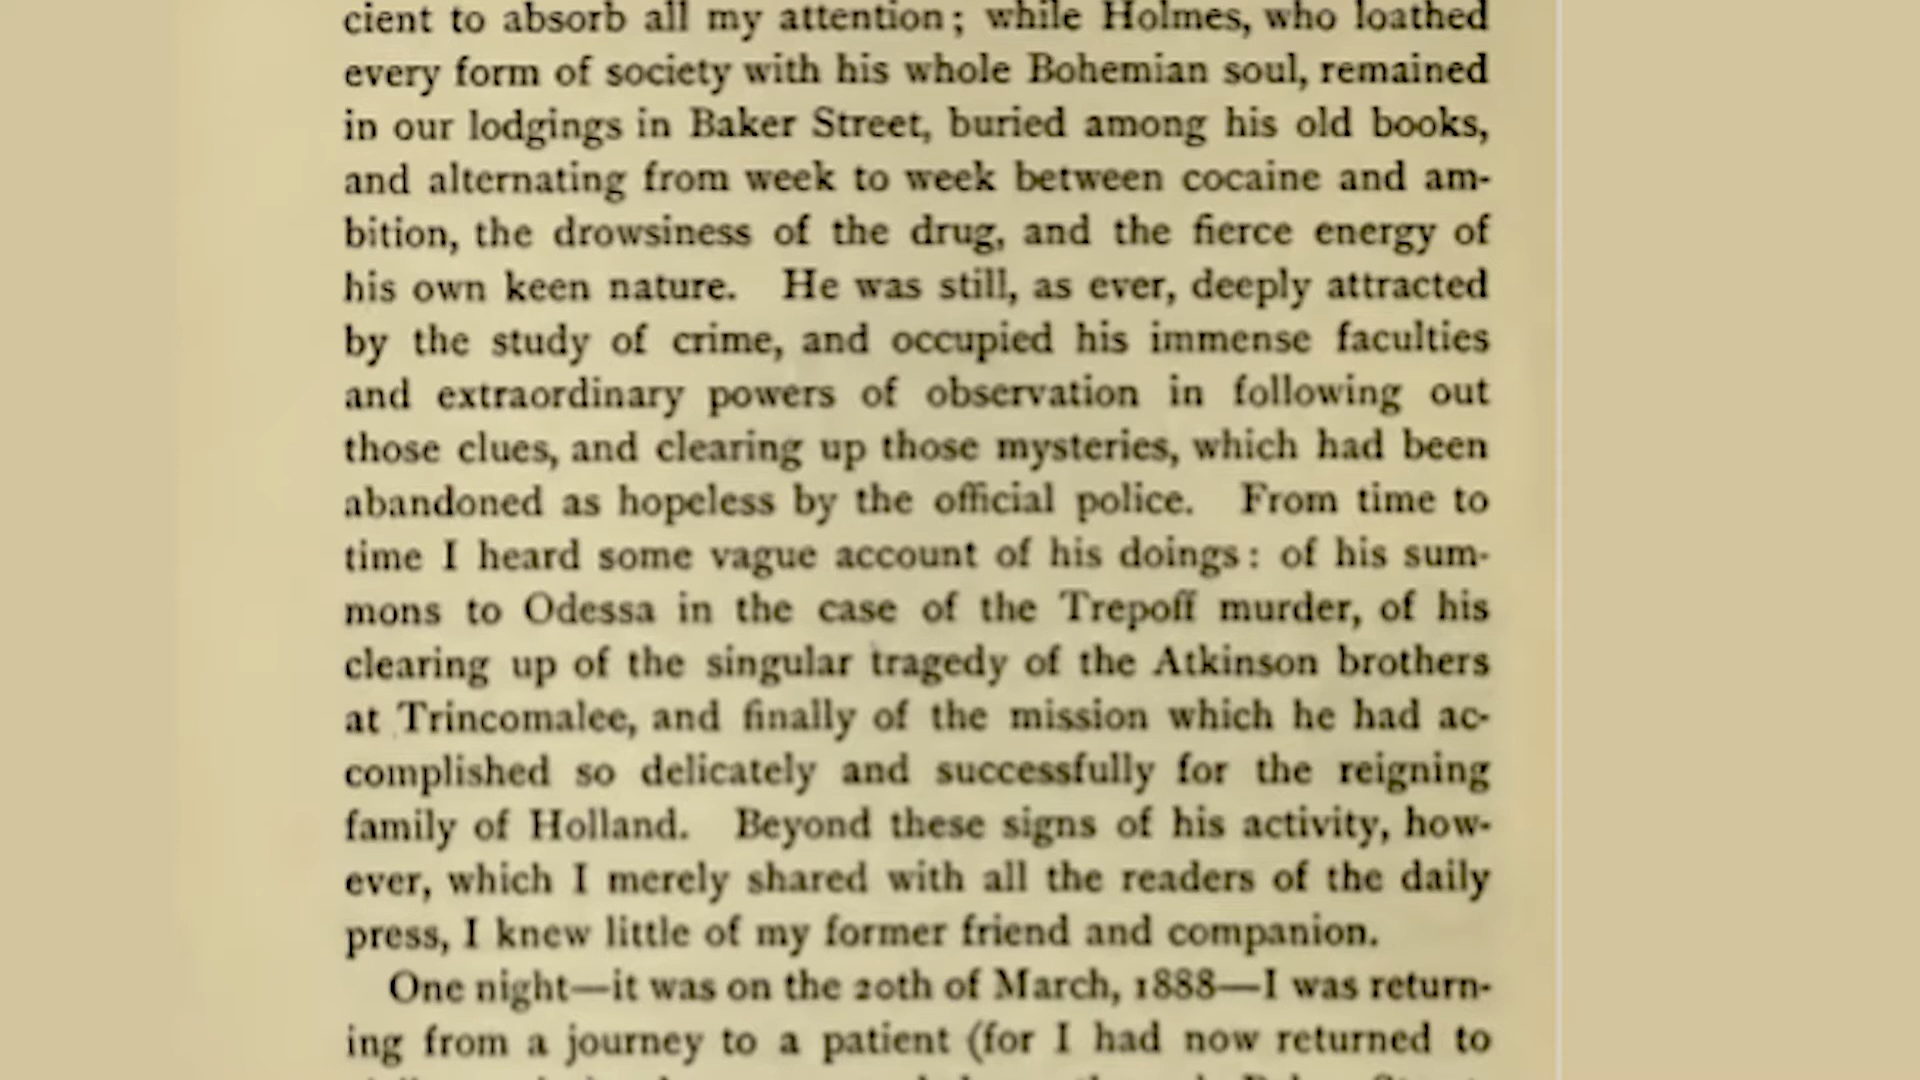 cient to absorb all my attention; while Holmes, who loathed
every form of society with his whole Bohemian soul, remained
in our lodgings in Baker Street, buried among his old books,
and alternating from week to week between cocaine and am-
bition, the drowsiness of the drug, and the fierce energy of
his own keen nature. He was still, as ever, deeply attracted
by the study of crime, and occupied his immense faculties
and extraordinary powers of observation in following out
those clues, and clearing up those mysteries, which had been
abandoned as hopeless by the official police. From time to
time I heard some vague account of his doings: of his sum-
mons to Odessa in the case of the Trepoff murder, of his
clearing up of the singular tragedy of the Atkinson brothers
at Trincomalee, and finally of the mission which he had ac-
complished so delicately and successfully for the reigning
family of Holland. Beyond these signs of his activity, how-
ever, which I merely shared with all the readers of the daily
press, I knew little of my former friend and companion.
One night—it was on the 20th of March, 1888—I was return-
ing from a journey to a patient (for I had now returned to